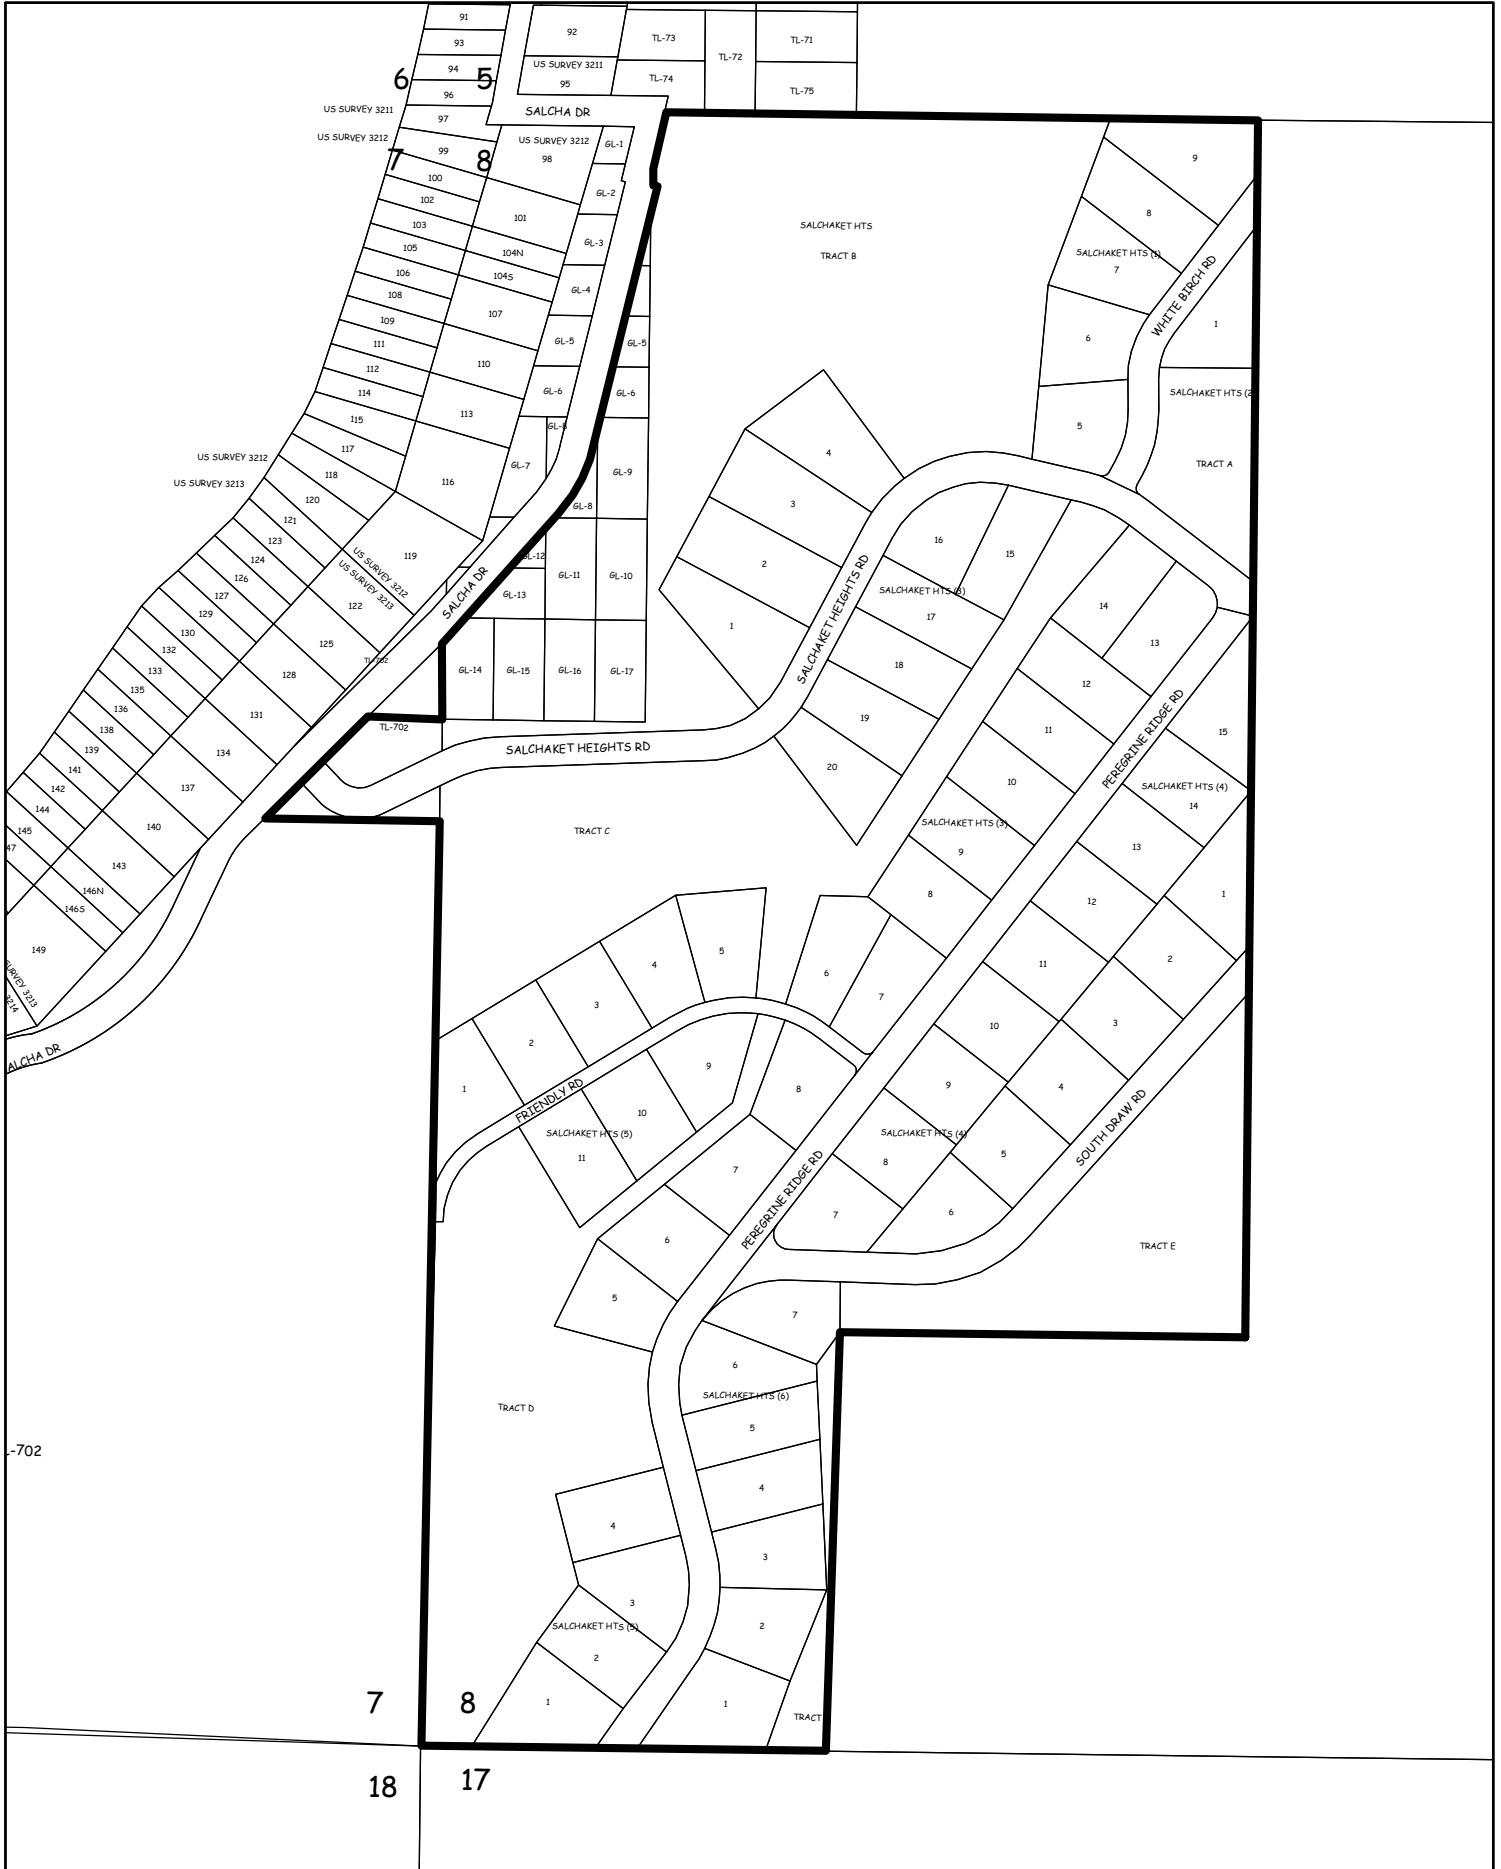 91
92
TL-73
TL-72
TL-71
93
94
US SURVEY 3211
95
TL-74
TL-75
6
5
96
US SURVEY 3211
97
SALCHA DR
US SURVEY 3212
99
US SURVEY 3212
98
GL-1
7
8
100
102
GL-2
103
101
GL-3
105
104N
106
104S
GL-4
108
107
109
GL-5
GL-5
111
110
112
GL-6
GL-6
114
113
115
GL-8
117
US SURVEY 3212
118
GL-7
GL-9
US SURVEY 3213
120
116
GL-8
121
123
119
GL-12
124
US SURVEY 3212
US SURVEY 3213
GL-11
GL-10
126
SALCHA DR
GL-13
127
122
129
130
125
132
TL-702
133
128
GL-14
GL-15
GL-16
GL-17
135
136
131
138
TL-702
139
134
SALCHAKET HEIGHTS RD
141
142
137
144
140
145
47
143
146N
146S
149
SURVEY 3213
3214
ALCHA DR
SALCHAKET HTS
TRACT B
9
8
SALCHAKET HTS (1)
7
WHITE BIRCH RD
6
1
SALCHAKET HTS (2
5
TRACT A
4
3
2
1
SALCHAKET HEIGHTS RD
16
15
SALCHAKET HTS (3)
17
18
19
20
14
13
12
11
10
SALCHAKET HTS (3)
9
8
7
6
PEREGRINE RIDGE RD
15
SALCHAKET HTS (4)
14
13
12
11
10
9
SALCHAKET HTS (4)
8
7
1
2
3
4
5
6
SOUTH DRAW RD
TRACT E
TRACT C
5
4
3
2
1
FRIENDLY RD
9
10
SALCHAKET HTS (5)
11
8
7
6
5
PEREGRINE RIDGE RD
7
6
SALCHAKET HTS (6)
5
4
3
2
1
TRACT
TRACT D
4
3
SALCHAKET HTS (5)
2
1
-702
7
8
18
17